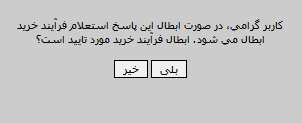 کاربر گرامی، در صورت ابطال این پاسخ استعلام فرآیند خرید
ابطال می شود. ابطال فرآیند خرید مورد تایید است؟
بلی خیر